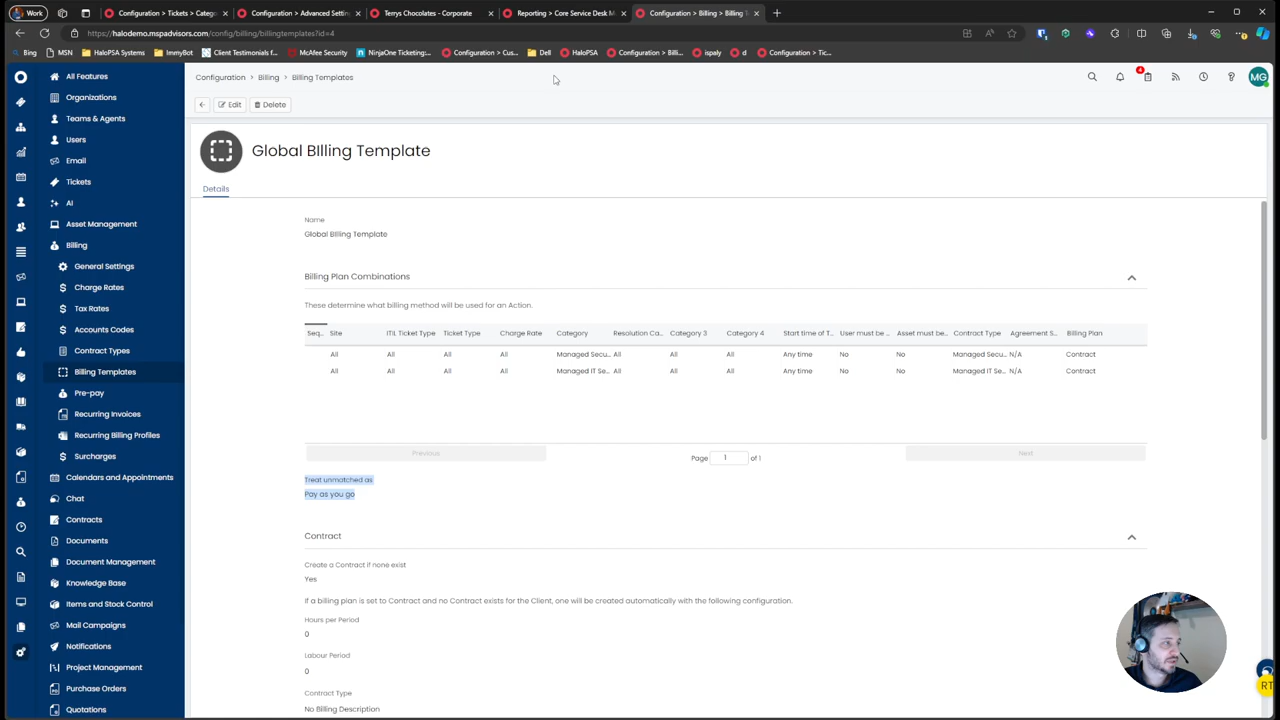 Work
Configuration > Tickets > Categ
Configuration > Advanced Settin
Terrys Chocolates - Corporate
Reporting > Core Service Desk M
Configuration > Billing > Billing T
https://halodemo.mspadvisors.com/config/billing/billingtemplates?id=4
Bing
MSN
HaloPSA Systems
ImmyBot
Client Testimonials f...
McAfee Security
NinjaOne Ticketing:...
Configuration > Cus...
Dell
HaloPSA
Configuration > Billi...
ispaly
d
Configuration > Tic...
All Features
Organizations
Teams & Agents
Users
Email
Tickets
AI
Asset Management
Billing
General Settings
Charge Rates
Tax Rates
Accounts Codes
Contract Types
Billing Templates
Pre-pay
Recurring Invoices
Recurring Billing Profiles
Surcharges
Calendars and Appointments
Chat
Contracts
Documents
Document Management
Knowledge Base
Items and Stock Control
Mail Campaigns
Notifications
Project Management
Purchase Orders
Quotations
Configuration > Billing > Billing Templates
4
MG
Edit
Delete
Global BIlling Template
Details
Name
Global BIlling Template
Billing Plan Combinations
These determine what billing method will be used for an Action.
Seq... Site ITIL Ticket Type Ticket Type Charge Rate Category Resolution Ca... Category 3 Category 4 Start time of T... User must be ... Asset must be... Contract Type Agreement S... Billing Plan
All All All All Managed Secu... All All All Any time No No Managed Secu... N/A Contract
All All All All Managed IT Se... All All All Any time No No Managed IT Se... N/A Contract
Previous
Page 1 of 1
Next
Treat unmatched as
Pay as you go
Contract
Create a Contract if none exist
Yes
If a billing plan is set to Contract and no Contract exists for the Client, one will be created automatically with the following configuration.
Hours per Period
0
Labour Period
0
Contract Type
No Billing Description
RT